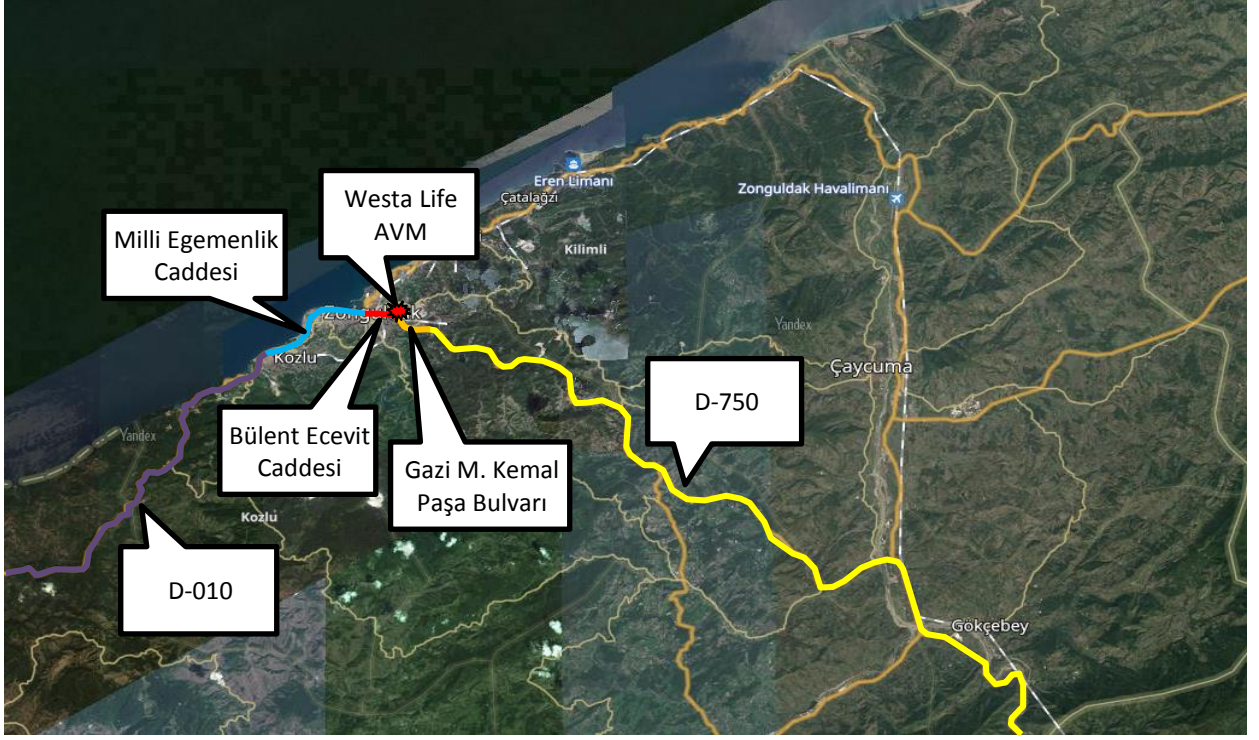 Eren Limanı
Zonguldak Havalimanı
Çatalağzı
Westa Life
AVM
Milli Egemenlik
Caddesi
Kilimli
Zonguldak
Yandex
Kozlu
Çaycuma
D-750
Bülent Ecevit
Caddesi
Gazi M. Kemal
Paşa Bulvarı
Yandex
Kozlu
D-010
Gökçebey